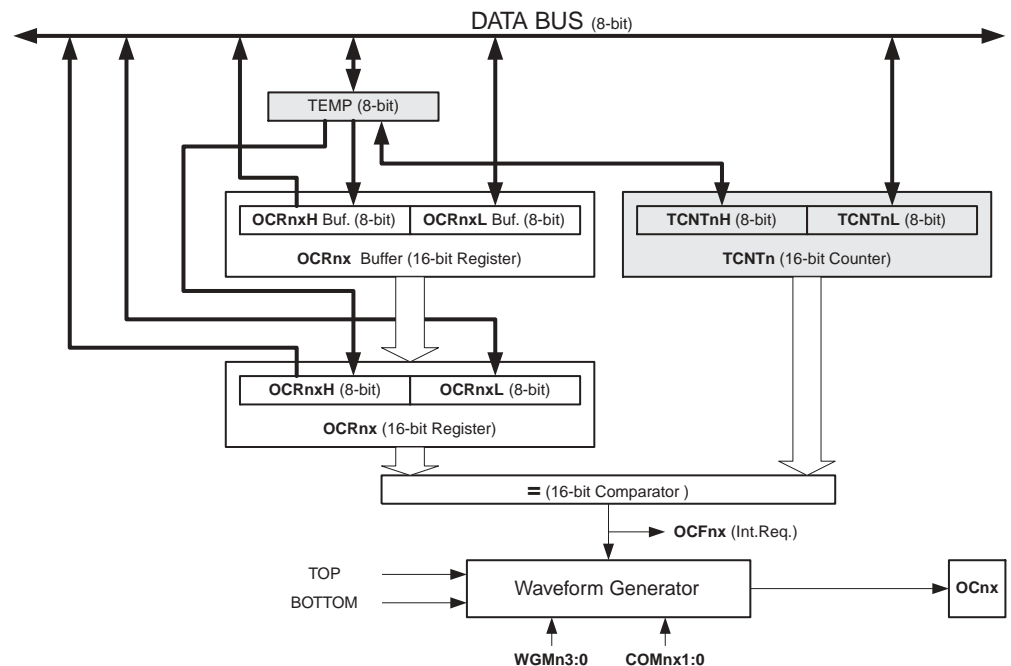 DATA BUS (8-bit)
TEMP (8-bit)
OCRnxH Buf. (8-bit) OCRnxL Buf. (8-bit)
OCRnx Buffer (16-bit Register)
TCNTnH (8-bit) TCNTnL (8-bit)
TCNTn (16-bit Counter)
OCRnxH (8-bit) OCRnxL (8-bit)
OCRnx (16-bit Register)
= (16-bit Comparator )
OCFnx (Int.Req.)
TOP
BOTTOM
Waveform Generator
OCnx
WGMn3:0 COMnx1:0